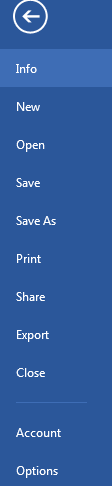 Info
New
Open
Save
Save As
Print
Share
Export
Close
Account
Options